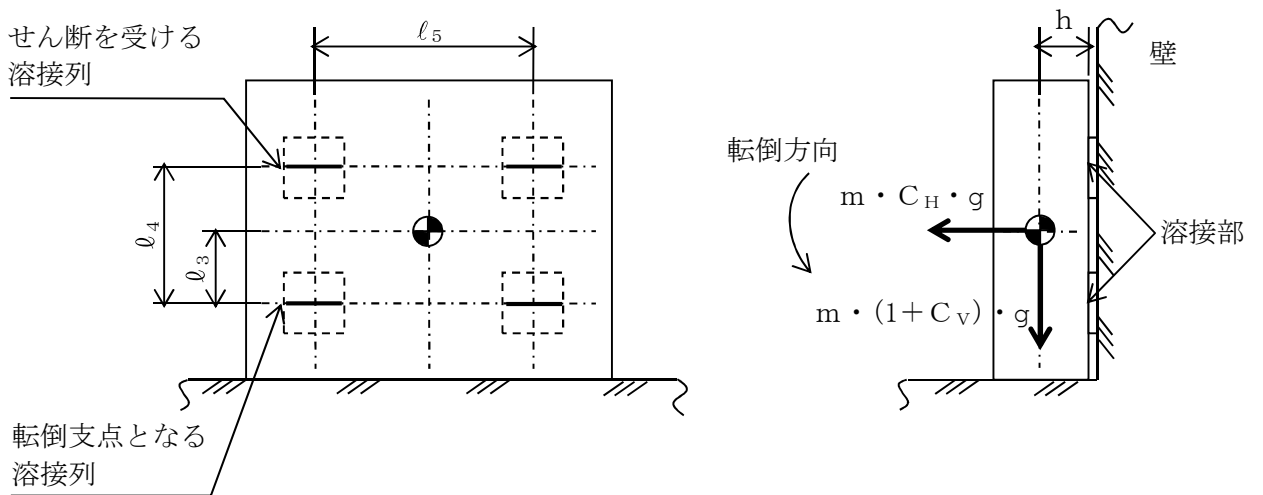 せん断を受ける
溶接列
ℓ5
h
壁
転倒方向
m・CH・g
ℓ4
ℓ3
溶接部
m・(1+CV)・g
転倒支点となる
溶接列